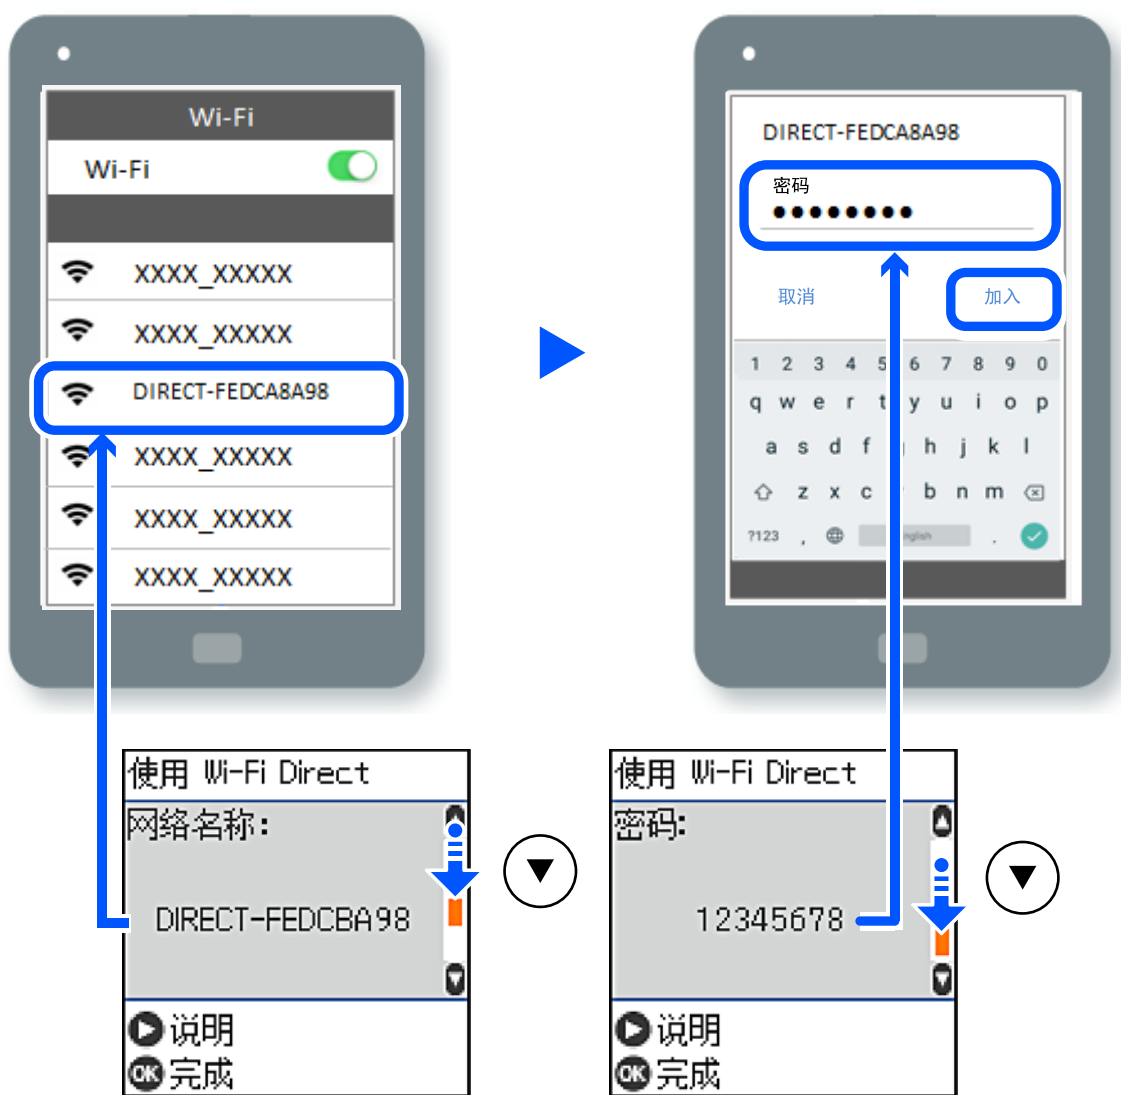 Wi-Fi
Wi-Fi
XXXX_XXXXX
XXXX_XXXXX
DIRECT-FEDCA8A98
XXXX_XXXXX
XXXX_XXXXX
XXXX_XXXXX
DIRECT-FEDCA8A98
密码
取消
加入
1 2 3 4 5 6 7 8 9 0
q w e r t y u i o p
a s d f h j k l
z x c b n m
?123 , .
使用 Wi-Fi Direct
网络名称:
DIRECT-FEDCBA98
说明
OK 完成
使用 Wi-Fi Direct
密码:
12345678
说明
OK 完成